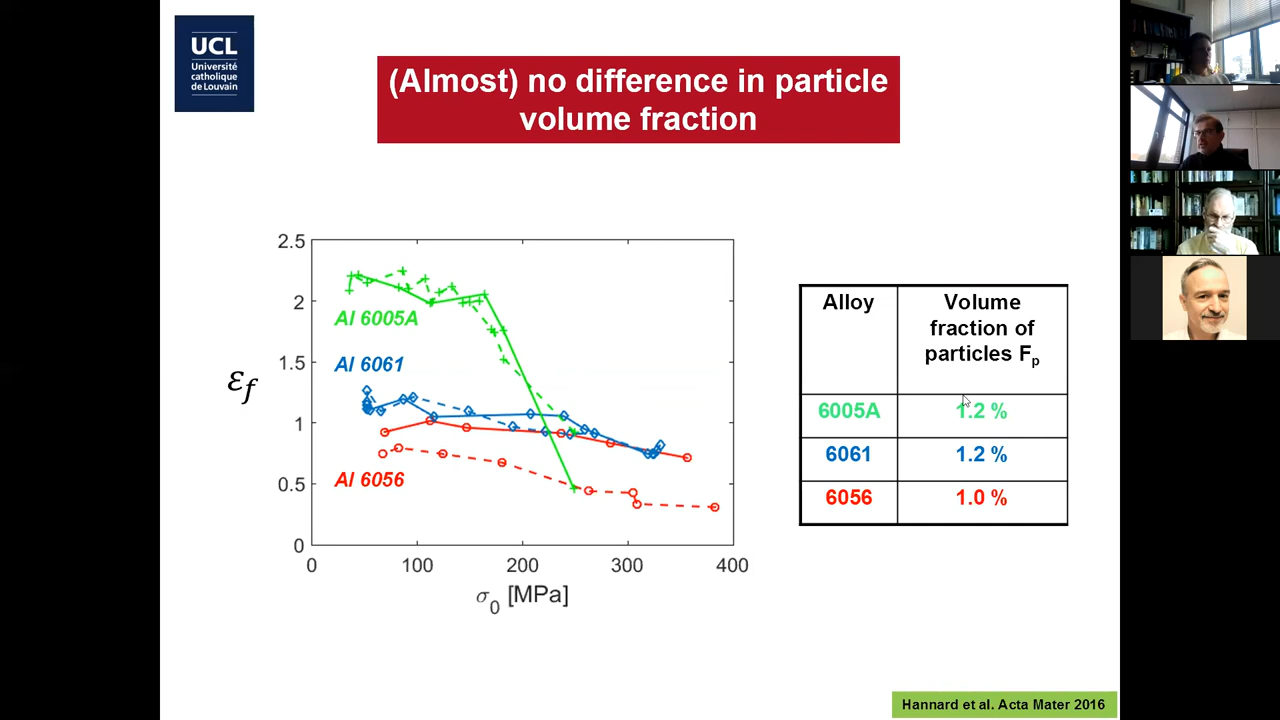 UCL
Université
catholique
de Louvain
(Almost) no difference in particle
volume fraction
2.5
2
1.5
1
0.5
0
0
100
200
300
400
εf
σ0 [MPa]
Al 6005A
Al 6061
Al 6056
Alloy
Volume
fraction of
particles Fp
6005A
1.2 %
6061
1.2 %
6056
1.0 %
Hannard et al. Acta Mater 2016